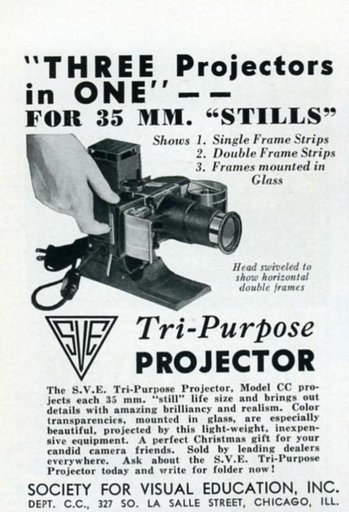 "THREE Projectors
in ONE"——
FOR 35 MM. "STILLS"
Shows 1. Single Frame Strips
2. Double Frame Strips
3. Frames mounted in
Glass
Head swiveled to
show horizontal
double frames
SVE
Tri-Purpose
PROJECTOR
The S.V.E. Tri-Purpose Projector, Model CC pro-
jects each 35 mm. "still" life size and brings out
details with amazing brilliancy and realism. Color
transparencies, mounted in glass, are especially
beautiful, projected by this light-weight, inexpen-
sive equipment. A perfect Christmas gift for your
candid camera friends. Sold by leading dealers
everywhere. Ask about the S.V.E. Tri-Purpose
Projector today and write for folder now!
SOCIETY FOR VISUAL EDUCATION, INC.
DEPT. C.C., 327 SO. LA SALLE STREET, CHICAGO, ILL.